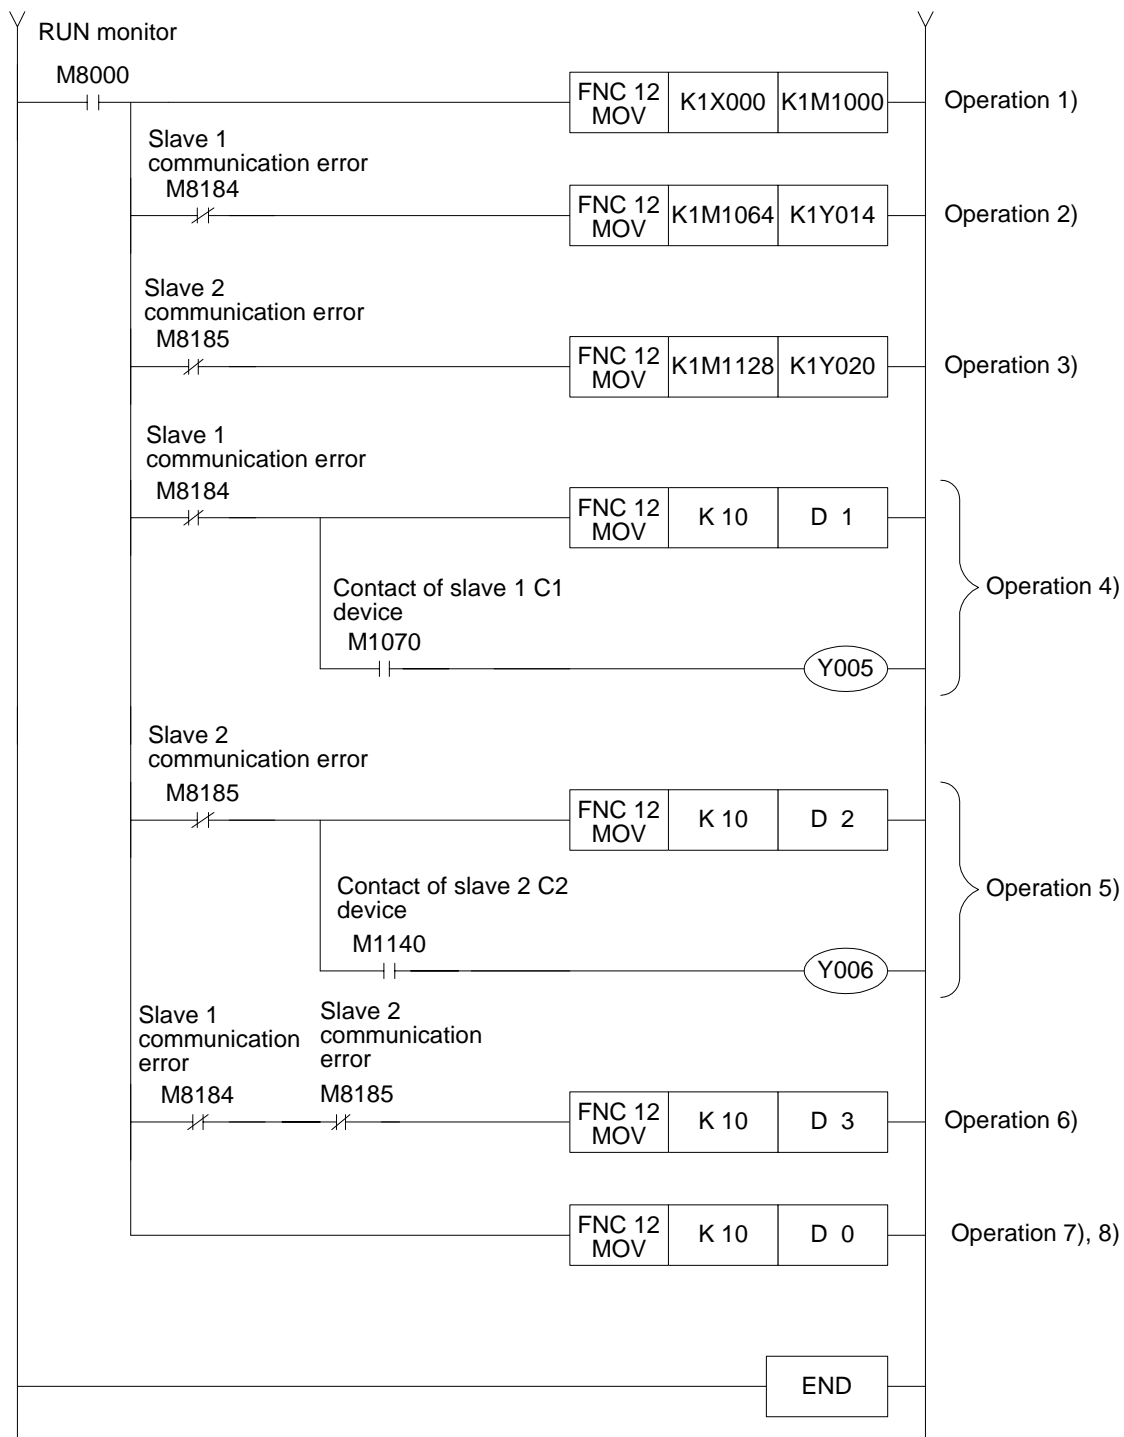 RUN monitor
M8000
FNC 12
MOV
K1X000
K1M1000
Operation 1)
Slave 1
communication error
M8184
FNC 12
MOV
K1M1064
K1Y014
Operation 2)
Slave 2
communication error
M8185
FNC 12
MOV
K1M1128
K1Y020
Operation 3)
Slave 1
communication error
M8184
FNC 12
MOV
K 10
D 1
Contact of slave 1 C1
device
M1070
Y005
Operation 4)
Slave 2
communication error
M8185
FNC 12
MOV
K 10
D 2
Contact of slave 2 C2
device
M1140
Y006
Operation 5)
Slave 1
communication
error
M8184
Slave 2
communication
error
M8185
FNC 12
MOV
K 10
D 3
Operation 6)
FNC 12
MOV
K 10
D 0
Operation 7), 8)
END